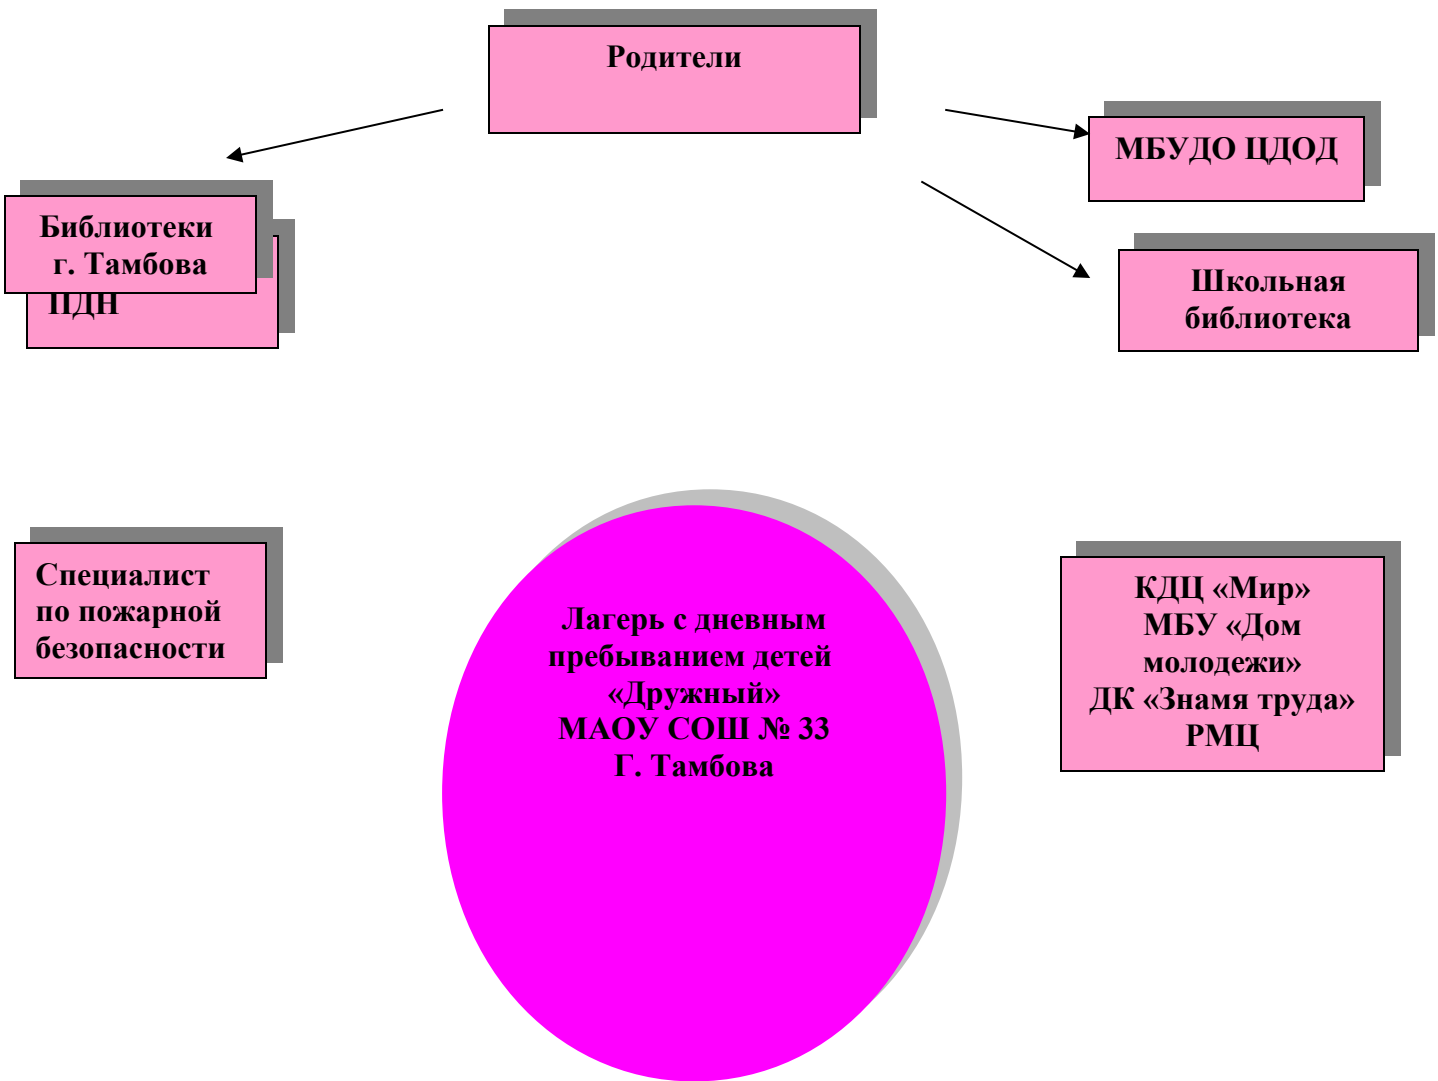 Родители
МБУДО ЦДОД
Библиотеки
г. Тамбова
ПДН
Школьная
библиотека
Специалист
по пожарной
безопасности
Лагерь с дневным
пребыванием детей
«Дружный»
МАОУ СОШ № 33
Г. Тамбова
КДЦ «Мир»
МБУ «Дом
молодежи»
ДК «Знамя труда»
РМЦ